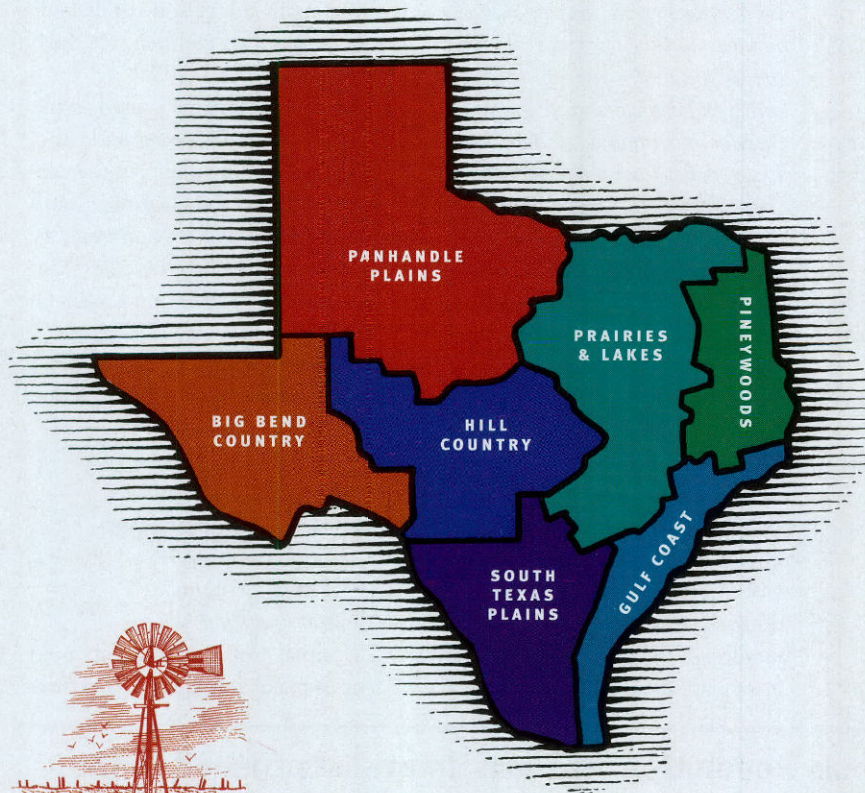 PANHANDLE
PLAINS
PRAIRIES
& LAKES
PINEYWOODS
BIG BEND
COUNTRY
HILL
COUNTRY
GULF COAST
SOUTH
TEXAS
PLAINS